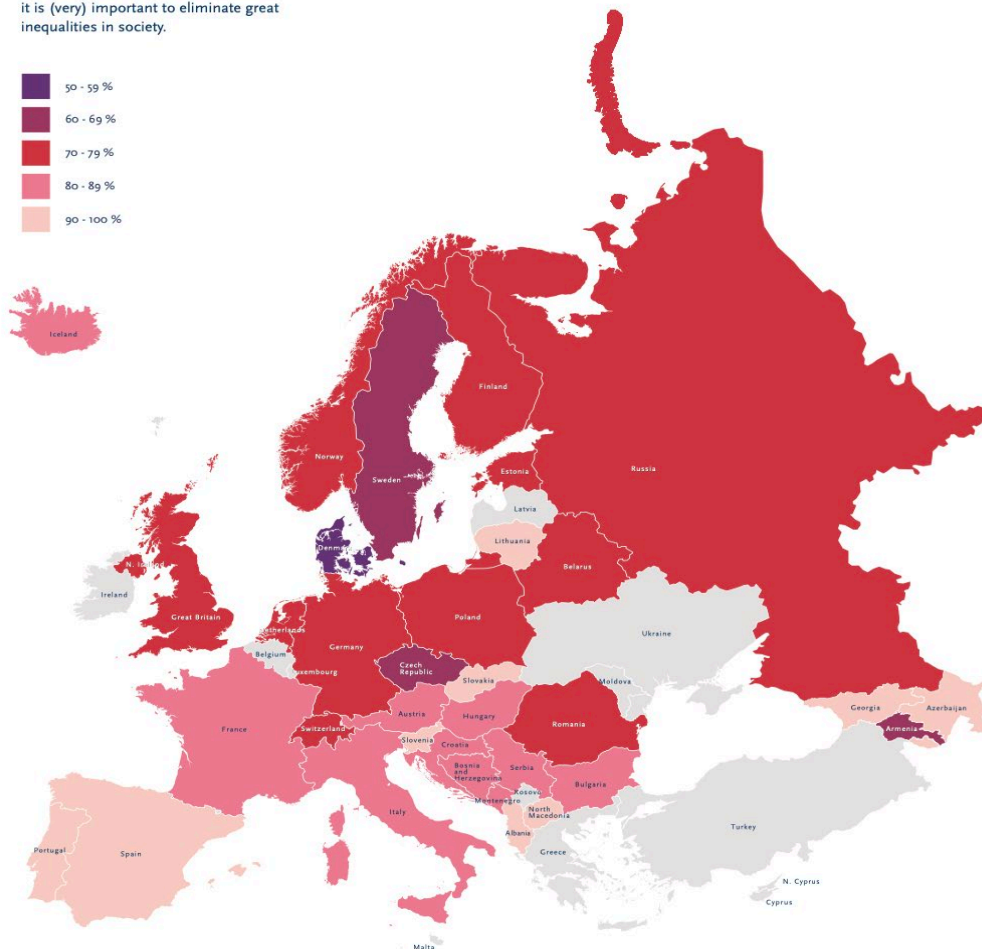 it is (very) important to eliminate great
inequalities in society.
50 - 59 %
60 - 69 %
70 - 79 %
80 - 89 %
90 - 100 %
Iceland
Finland
Norway
Sweden
Russia
Estonia
Latvia
Lithuania
Denmark
Belarus
N. Ireland
Ireland
Great Britain
Netherlands
Germany
Poland
Belgium
Luxembourg
Ukraine
Czech
Republic
Slovakia
Moldova
France
Austria
Hungary
Switzerland
Romania
Slovenia
Croatia
Georgia
Azerbaijan
Armenia
Bosnia
and
Herzegovina
Serbia
Bulgaria
Montenegro
Kosovo
Italy
North
Macedonia
Albania
Portugal
Spain
Greece
Turkey
N. Cyprus
Cyprus
Malta